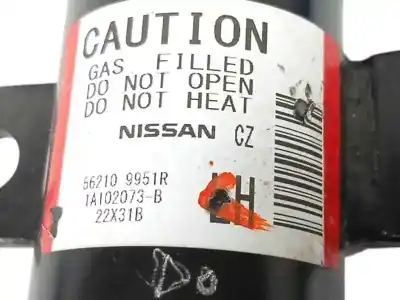 CAUTION
GAS FILLED
DO NOT OPEN
DO NOT HEAT
NISSAN CZ
56210 9951R
1A102073-B LH
22X31B